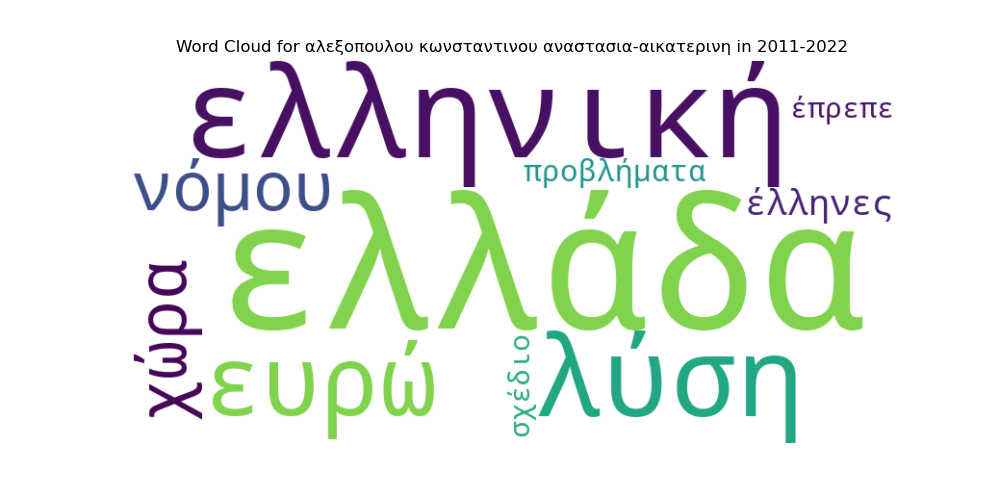 Word Cloud for αλεξοπουλου κωνσταντινου αναστασια-αικατερινη in 2011-2022
ελληνική
έπρεπε
νόμου
προβλήματα
έλληνες
ελλάδα
χώρα
ευρώ
σχέδιο
λύση